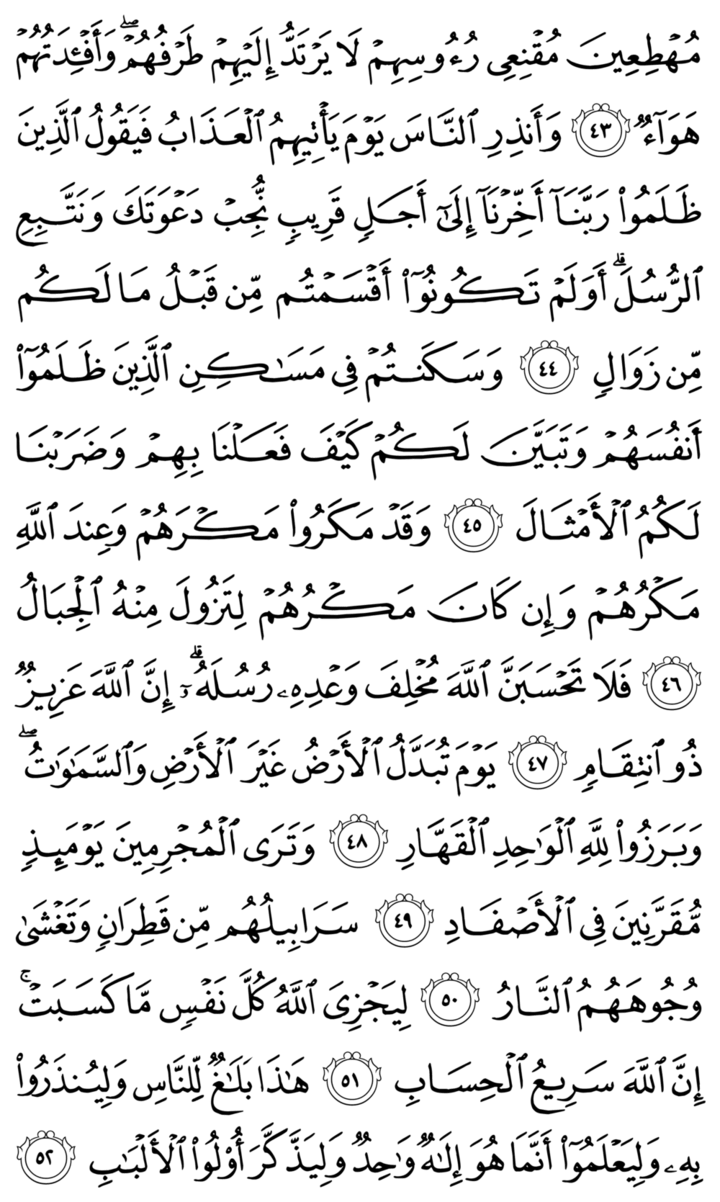 مُهْطِعِينَ مُقْنِعِى رُءُوسِهِمْ لَا يَرْتَدُّ إِلَيْهِمْ طَرْفُهُمْ ۖ وَأَفْـِٔدَتُهُمْ
هَوَآءٌ ٤٣ وَأَنذِرِ ٱلنَّاسَ يَوْمَ يَأْتِيهِمُ ٱلْعَذَابُ فَيَقُولُ ٱلَّذِينَ
ظَلَمُوا۟ رَبَّنَآ أَخِّرْنَآ إِلَىٰٓ أَجَلٍ قَرِيبٍ نُّجِبْ دَعْوَتَكَ وَنَتَّبِعِ
ٱلرُّسُلَ ۗ أَوَلَمْ تَكُونُوٓا۟ أَقْسَمْتُم مِّن قَبْلُ مَا لَكُم
مِّن زَوَالٍ ٤٤ وَسَكَنتُمْ فِى مَسَـٰكِنِ ٱلَّذِينَ ظَلَمُوٓا۟
أَنفُسَهُمْ وَتَبَيَّنَ لَكُمْ كَيْفَ فَعَلْنَا بِهِمْ وَضَرَبْنَا
لَكُمُ ٱلْأَمْثَالَ ٤٥ وَقَدْ مَكَرُوا۟ مَكْرَهُمْ وَعِندَ ٱللَّهِ
مَكْرُهُمْ وَإِن كَانَ مَكْرُهُمْ لِتَزُولَ مِنْهُ ٱلْجِبَالُ
٤٦ فَلَا تَحْسَبَنَّ ٱللَّهَ مُخْلِفَ وَعْدِهِۦ رُسُلَهُۥٓ ۗ إِنَّ ٱللَّهَ عَزِيزٌ
ذُو ٱنتِقَامٍ ٤٧ يَوْمَ تُبَدَّلُ ٱلْأَرْضُ غَيْرَ ٱلْأَرْضِ وَٱلسَّمَـٰوَٰتُ ۖ
وَبَرَزُوا۟ لِلَّهِ ٱلْوَٰحِدِ ٱلْقَهَّارِ ٤٨ وَتَرَى ٱلْمُجْرِمِينَ يَوْمَئِذٍ
مُّقَرَّنِينَ فِى ٱلْأَصْفَادِ ٤٩ سَرَابِيلُهُم مِّن قَطِرَانٍ وَتَغْشَىٰ
وُجُوهَهُمُ ٱلنَّارُ ٥٠ لِيَجْزِىَ ٱللَّهُ كُلَّ نَفْسٍ مَّا كَسَبَتْ ۚ
إِنَّ ٱللَّهَ سَرِيعُ ٱلْحِسَابِ ٥١ هَـٰذَا بَلَـٰغٌ لِّلنَّاسِ وَلِيُنذَرُوا۟
بِهِۦ وَلِيَعْلَمُوٓا۟ أَنَّمَا هُوَ إِلَـٰهٌ وَٰحِدٌ وَلِيَذَّكَّرَ أُو۟لُوا۟ ٱلْأَلْبَـٰبِ ٥٢